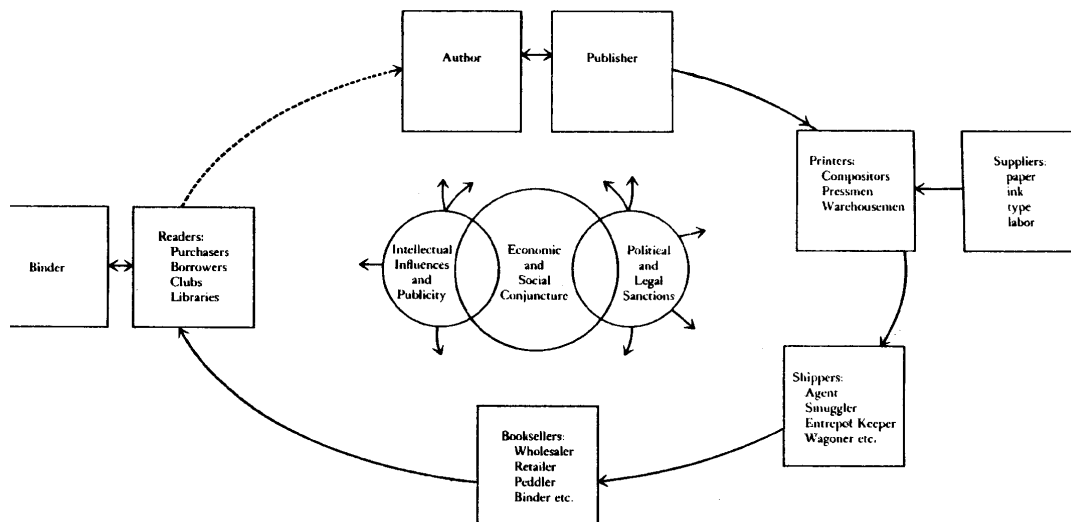 Author
Publisher
Printers:
Compositors
Pressmen
Warehousemen
Suppliers:
paper
ink
type
labor
Binder
Readers:
Purchasers
Borrowers
Clubs
Libraries
Intellectual
Influences
and
Publicity
Economic
and
Social
Conjuncture
Political
and
Legal
Sanctions
Shippers:
Agent
Smuggler
Entrepot Keeper
Wagoner etc.
Booksellers:
Wholesaler
Retailer
Peddler
Binder etc.